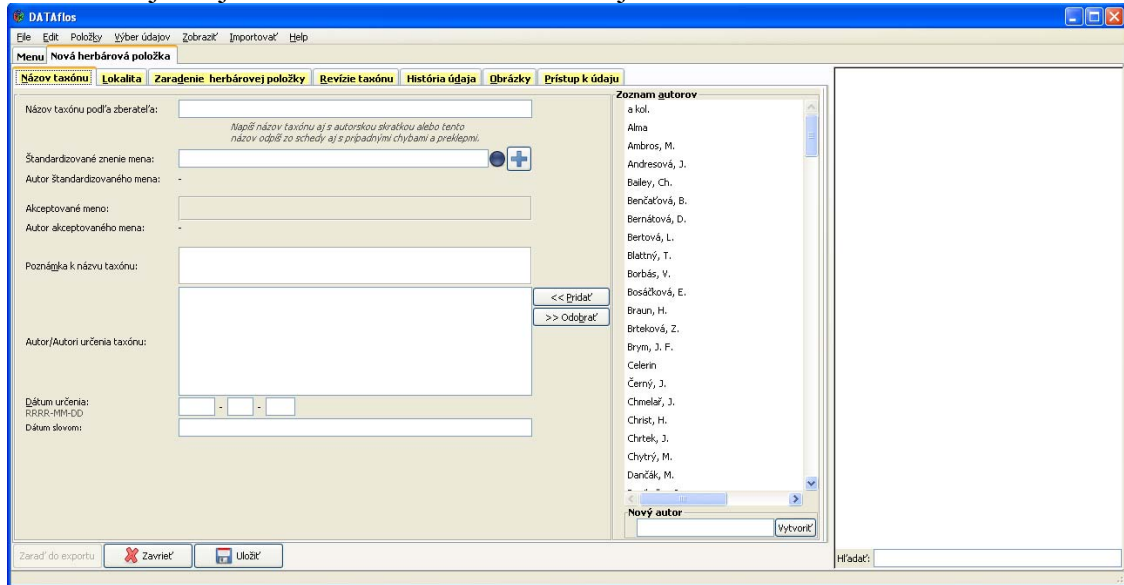 DATAflos
File Edit Položky Výber údajov Zobraziť Importovať Help
Menu Nová herbárová položka
Názov taxónu Lokalita Zaradenie herbárovej položky Revízie taxónu História údaja Obrázky Prístup k údaju
Názov taxónu podľa zberateľa:
Napíš názov taxónu aj s autorskou skratkou alebo tento
názov odpíš zo schedy aj s prípadnými chybami a preklepmi.
Štandardizované znenie mena:
Autor štandardizovaného mena: -
Akceptované meno:
Autor akceptovaného mena: -
Poznámka k názvu taxónu:
<< Pridať
>> Odobrať
Autor/Autori určenia taxónu:
Dátum určenia:
RRRR-MM-DD
- -
Dátum slovom:
Zoznam autorov
a kol.
Alma
Ambros, M.
Andresová, J.
Bailey, Ch.
Benčaťová, B.
Bernátová, D.
Bertová, L.
Blattný, T.
Borbás, V.
Bosáčková, E.
Braun, H.
Brteková, Z.
Brym, J. F.
Celerin
Černý, J.
Chmelař, J.
Christ, H.
Chrtek, J.
Chytrý, M.
Dančák, M.
Nový autor
Vytvoriť
Zaraď do exportu Zavrieť Uložiť
Hľadať: